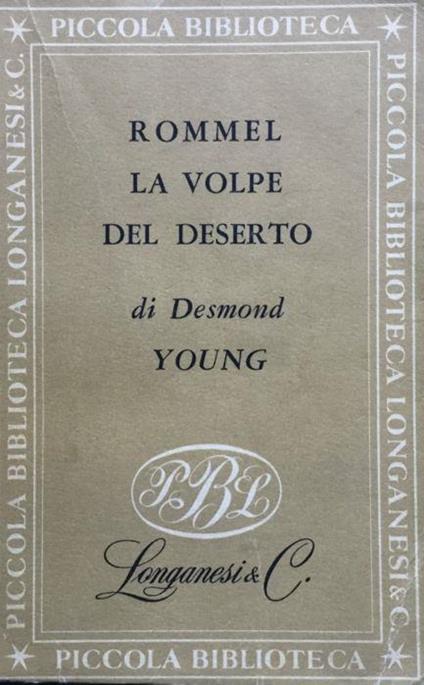 PICCOLA BIBLIOTECA
PICCOLA BIBLIOTECA LONGANESI & C.
PICCOLA BIBLIOTECA LONGANESI & C.
ROMMEL
LA VOLPE
DEL DESERTO
di Desmond
YOUNG
PBL
Longanesi & C.
PICCOLA BIBLIOTECA